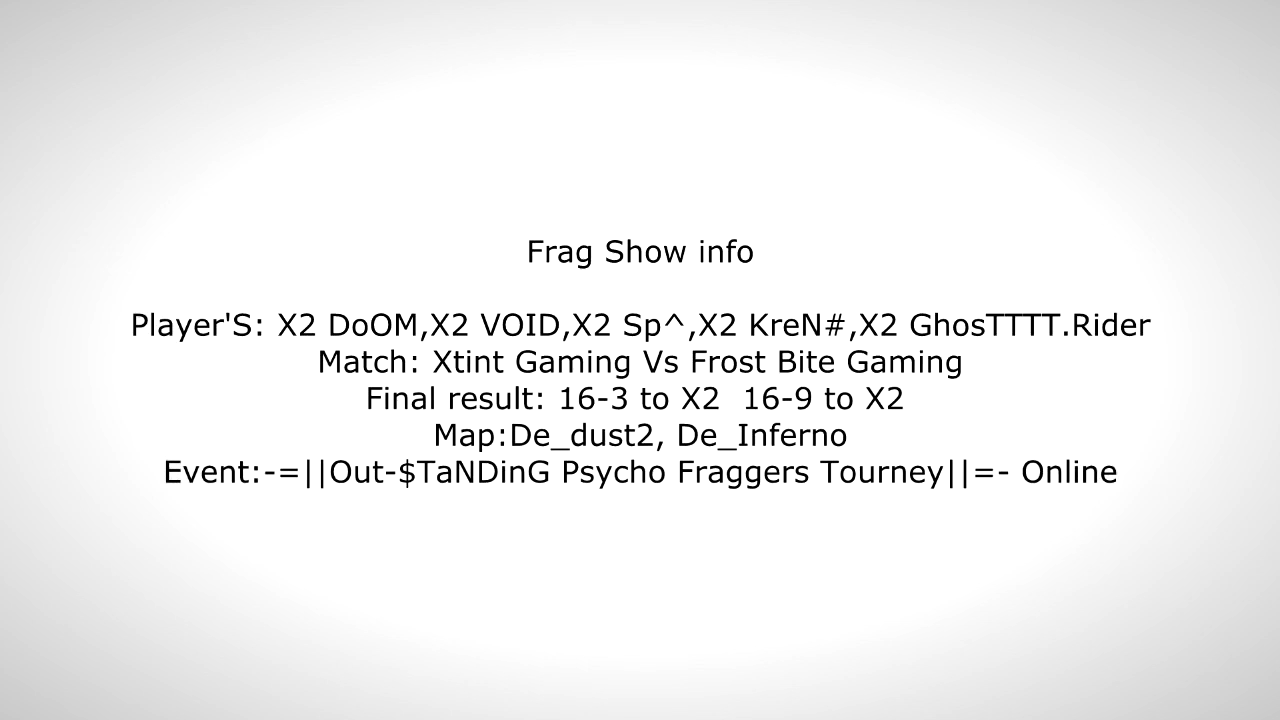 Frag Show info
Player'S: X2 DoOM,X2 VOID,X2 Sp^,X2 KreN#,X2 GhosTTTT.Rider
Match: Xtint Gaming Vs Frost Bite Gaming
Final result: 16-3 to X2  16-9 to X2
Map:De_dust2, De_Inferno
Event:-=||Out-$TaNDinG Psycho Fraggers Tourney||=- Online